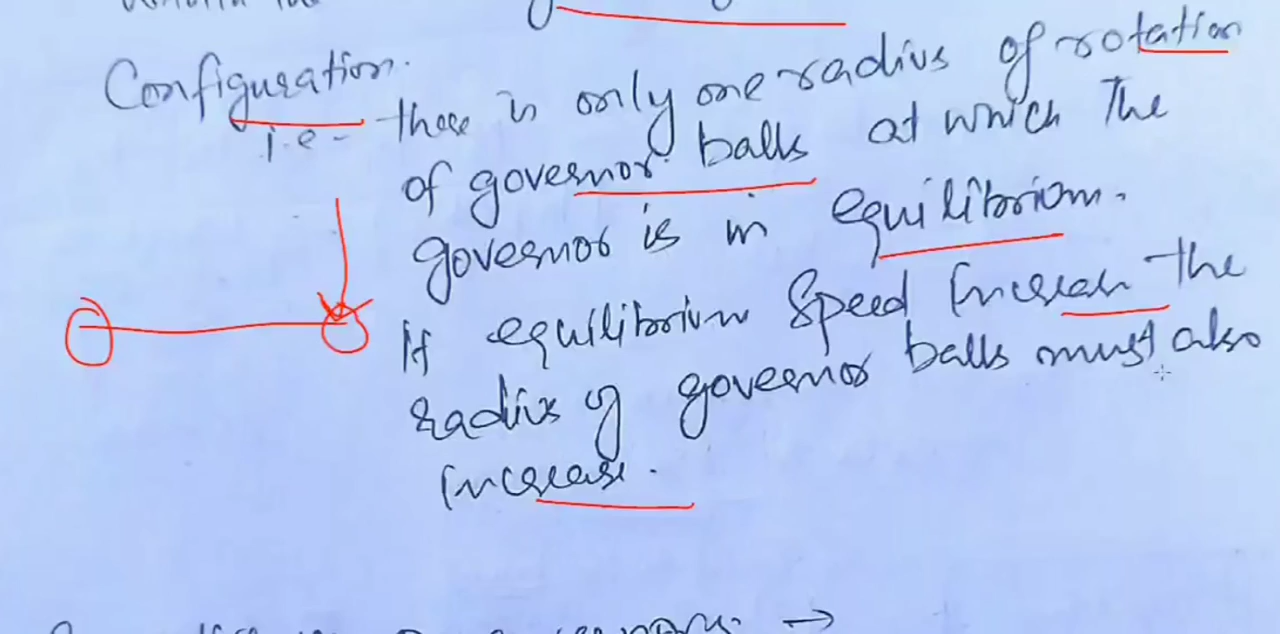 Configuration.
i.e- there is only one radius of rotation
of governor balls at which the
governor is in equilibrium.
If equilibrium speed increase the
radius of governor balls must also
increase.